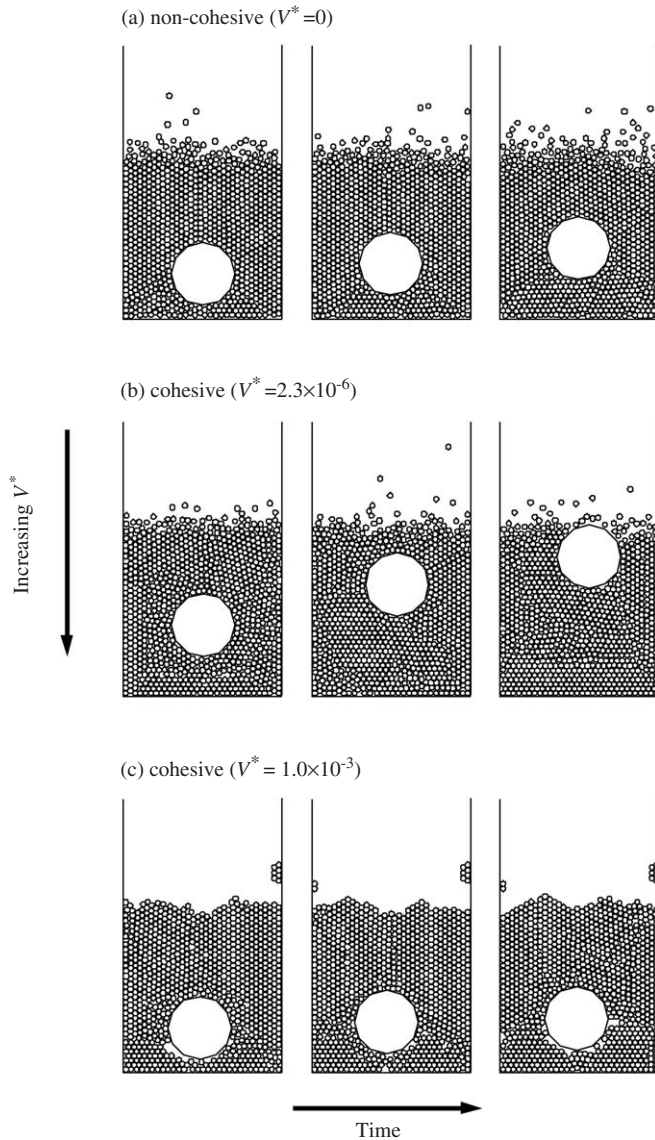 (a) non-cohesive (V* =0)
(b) cohesive (V* =2.3×10⁻⁶)
Increasing V*
(c) cohesive (V* = 1.0×10⁻³)
Time